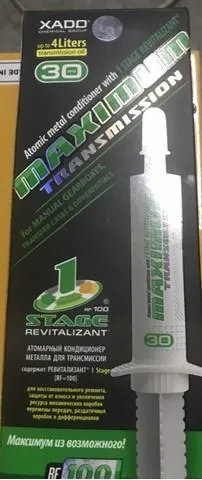 XADO
CHEMICAL GROUP
up to 4 Liters
transmission oil
30
Atomic metal conditioner with 1 STAGE REVITALIZANT
MAXIMUM
TRANSMISSION
for MANUAL GEARBOXES,
TRANSFER CASES & DIFFERENTIALS
1
RF 100
STAGE
REVITALIZANT
АТОМАРНЫЙ КОНДИЦИОНЕР
МЕТАЛЛА ДЛЯ ТРАНСМИССИИ
содержит РЕВИТАЛИЗАНТ® 1 Stage
[RF=100]
для восстановительного ремонта,
защиты от износа и увеличения
ресурса механических коробок
перемены передач, раздаточных
коробок и дифференциалов
Максимум из возможного!
RF 100
MAXIMUM
30
DE IN